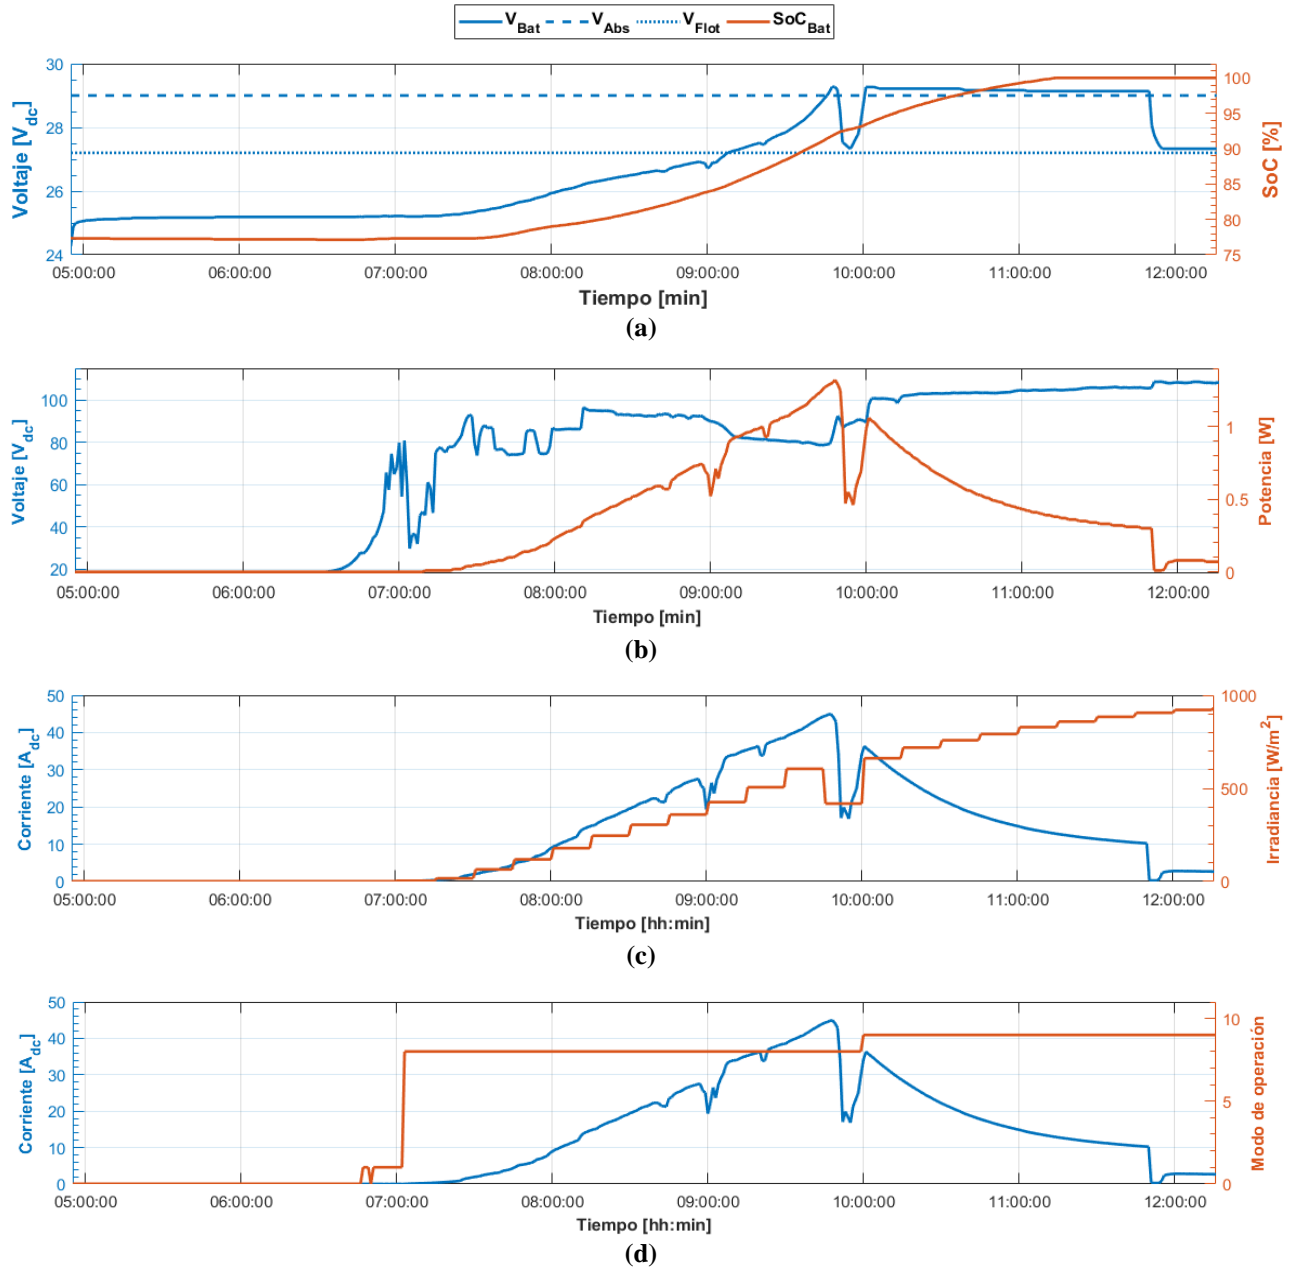 V_Bat V_Abs V_Flot SoC_Bat
30
28
26
24
Voltaje [V_dc]
100
95
90
85
80
75
SoC [%]
05:00:00 06:00:00 07:00:00 08:00:00 09:00:00 10:00:00 11:00:00 12:00:00
Tiempo [min]
(a)
100
80
60
40
20
Voltaje [V_dc]
1
0.5
0
Potencia [W]
05:00:00 06:00:00 07:00:00 08:00:00 09:00:00 10:00:00 11:00:00 12:00:00
Tiempo [min]
(b)
50
40
30
20
10
0
Corriente [A_dc]
1000
500
0
Irradiancia [W/m²]
05:00:00 06:00:00 07:00:00 08:00:00 09:00:00 10:00:00 11:00:00 12:00:00
Tiempo [hh:min]
(c)
50
40
30
20
10
0
Corriente [A_dc]
10
5
0
Modo de operación
05:00:00 06:00:00 07:00:00 08:00:00 09:00:00 10:00:00 11:00:00 12:00:00
Tiempo [hh:min]
(d)